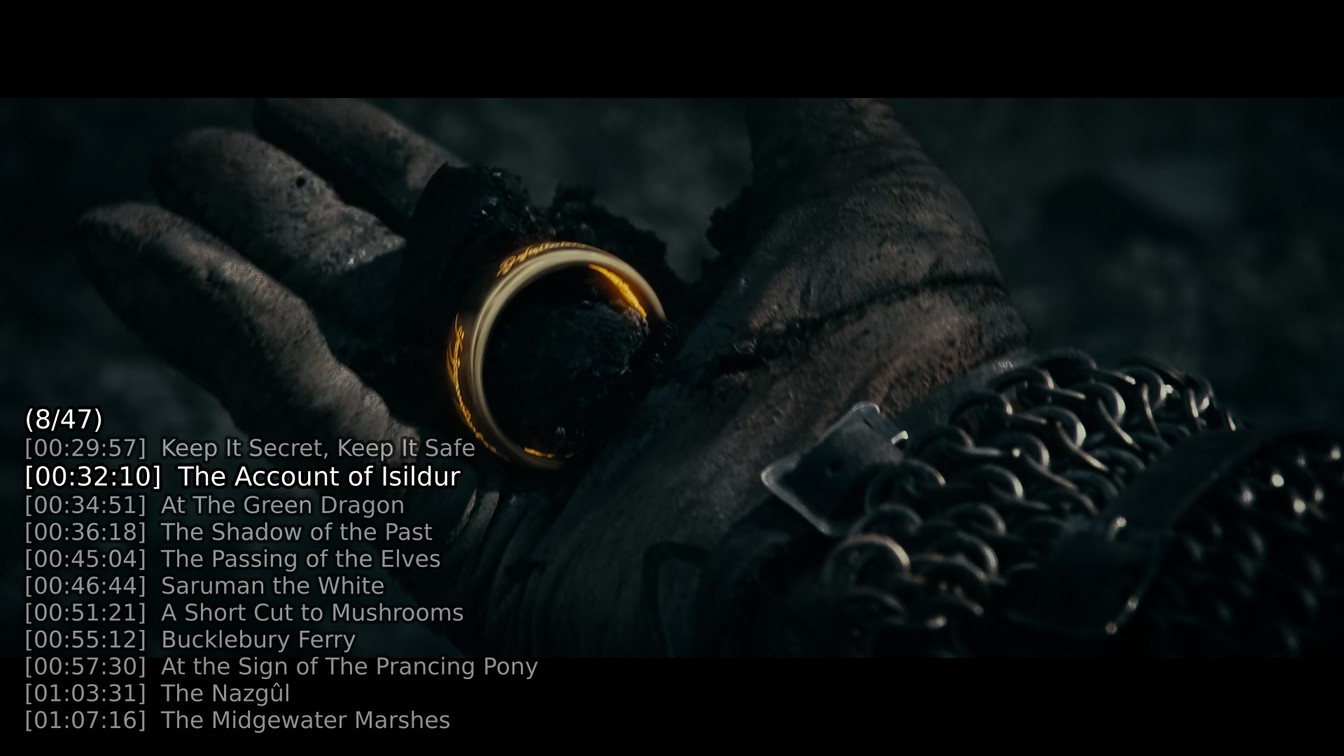 (8/47)
[00:29:57] Keep It Secret, Keep It Safe
[00:32:10] The Account of Isildur
[00:34:51] At The Green Dragon
[00:36:18] The Shadow of the Past
[00:45:04] The Passing of the Elves
[00:46:44] Saruman the White
[00:51:21] A Short Cut to Mushrooms
[00:55:12] Bucklebury Ferry
[00:57:30] At the Sign of The Prancing Pony
[01:03:31] The Nazgûl
[01:07:16] The Midgewater Marshes